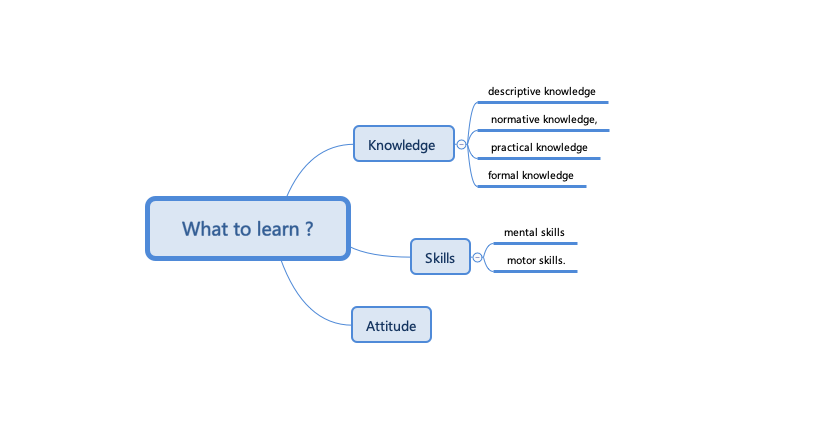 What to learn ?
Knowledge
descriptive knowledge
normative knowledge,
practical knowledge
formal knowledge
Skills
mental skills
motor skills.
Attitude